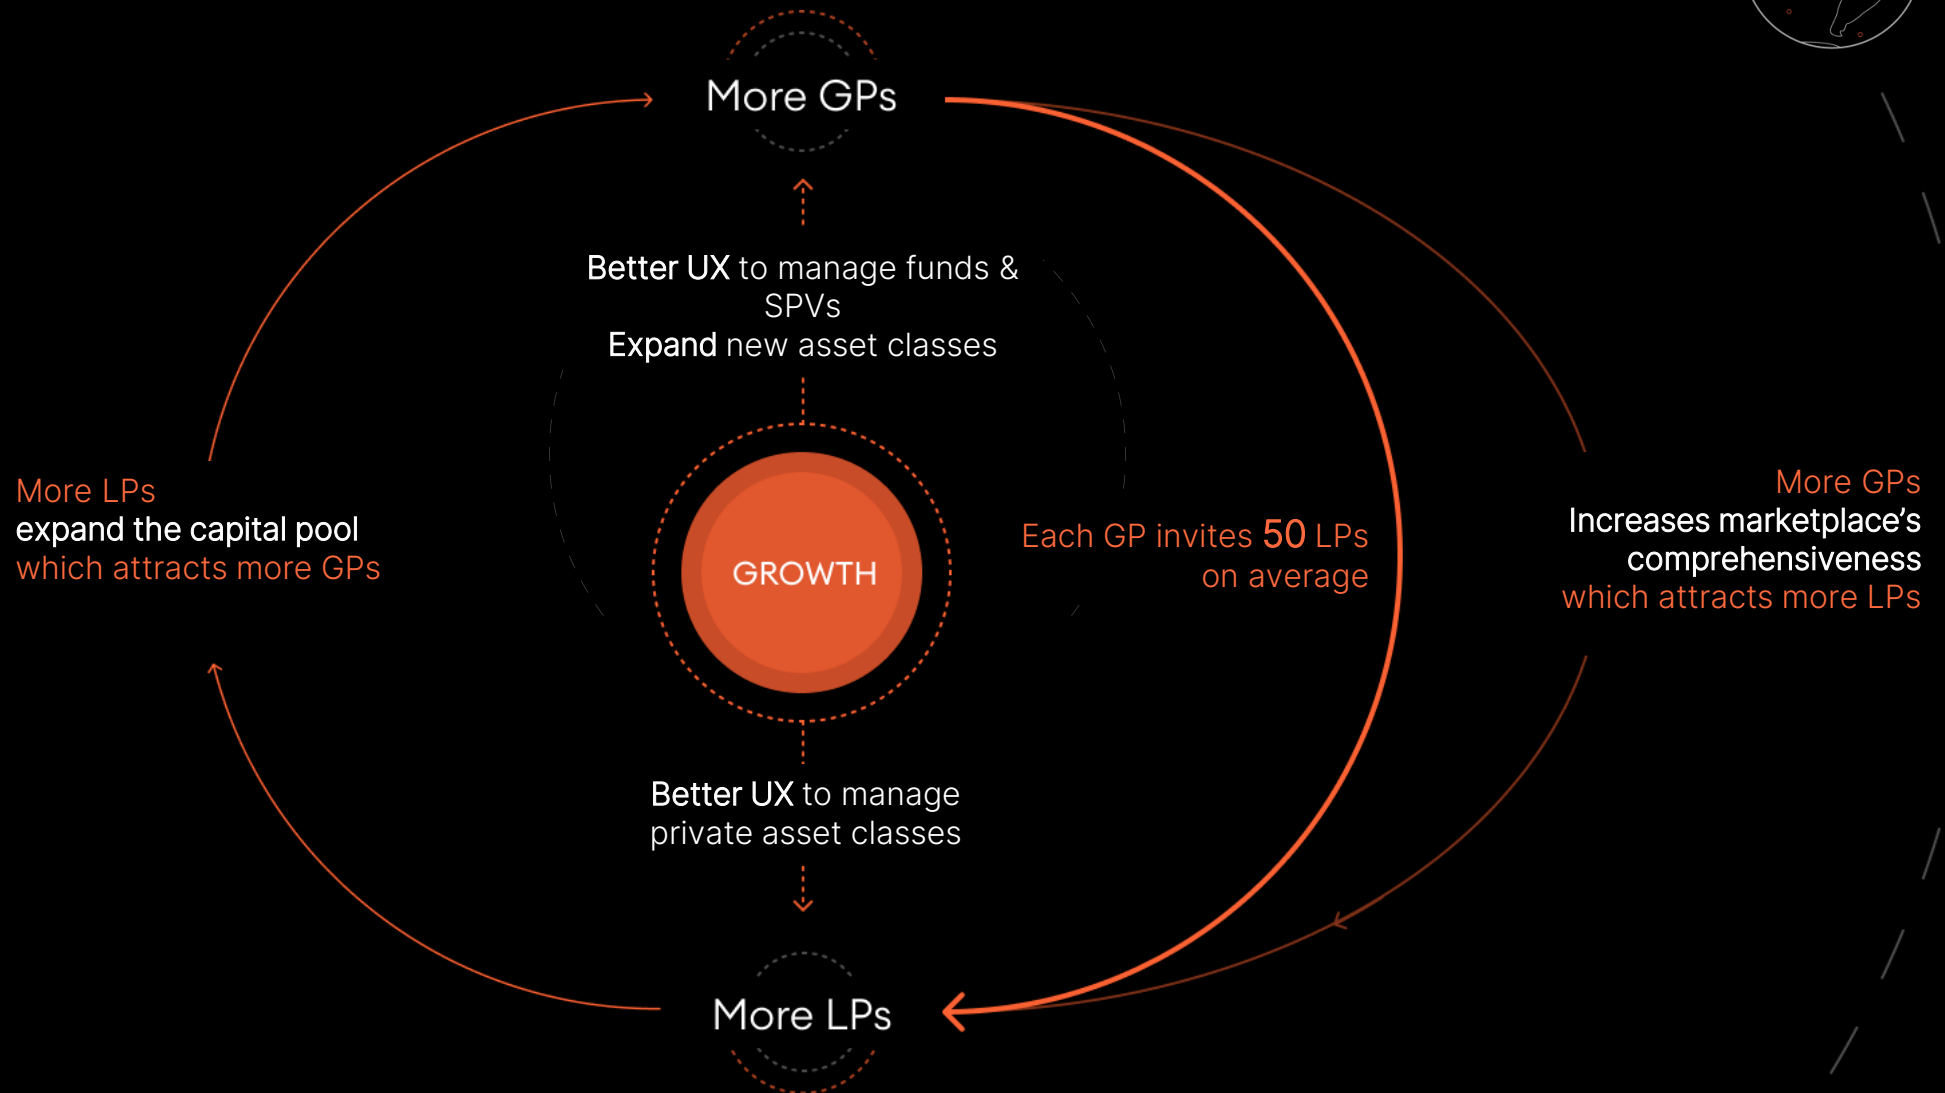 More GPs
Better UX to manage funds &
SPVs
Expand new asset classes
More LPs
expand the capital pool
which attracts more GPs
GROWTH
Each GP invites 50 LPs
on average
More GPs
Increases marketplace’s
comprehensiveness
which attracts more LPs
Better UX to manage
private asset classes
More LPs